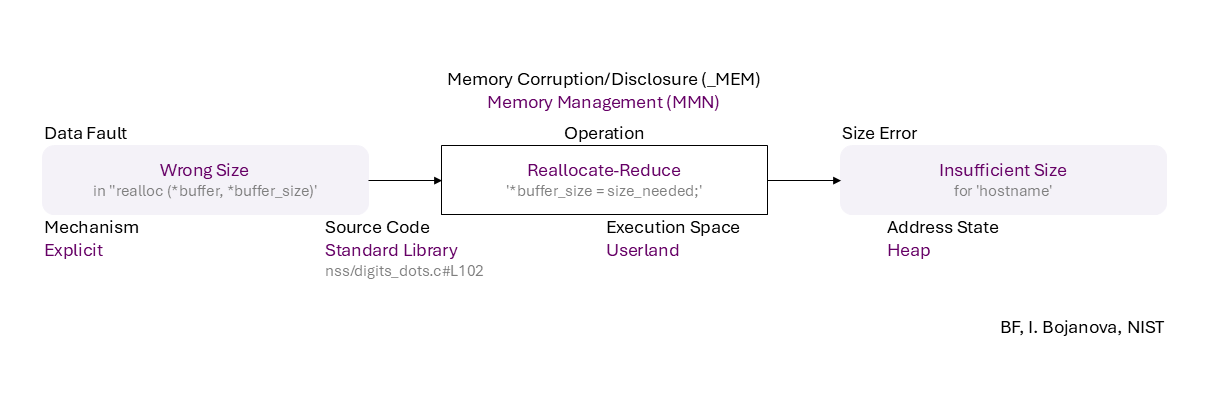 Memory Corruption/Disclosure (_MEM)
Memory Management (MMN)
Data Fault
Operation
Size Error
Wrong Size
in "realloc (*buffer, *buffer_size)'
Reallocate-Reduce
'*buffer_size = size_needed;'
Insufficient Size
for 'hostname'
Mechanism
Explicit
Source Code
Standard Library
nss/digits_dots.c#L102
Execution Space
Userland
Address State
Heap
BF, I. Bojanova, NIST